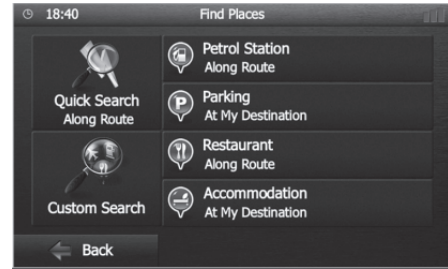 18:40
Find Places
Quick Search
Along Route
Custom Search
Petrol Station
Along Route
P
Parking
At My Destination
Restaurant
Along Route
Accommodation
At My Destination
Back